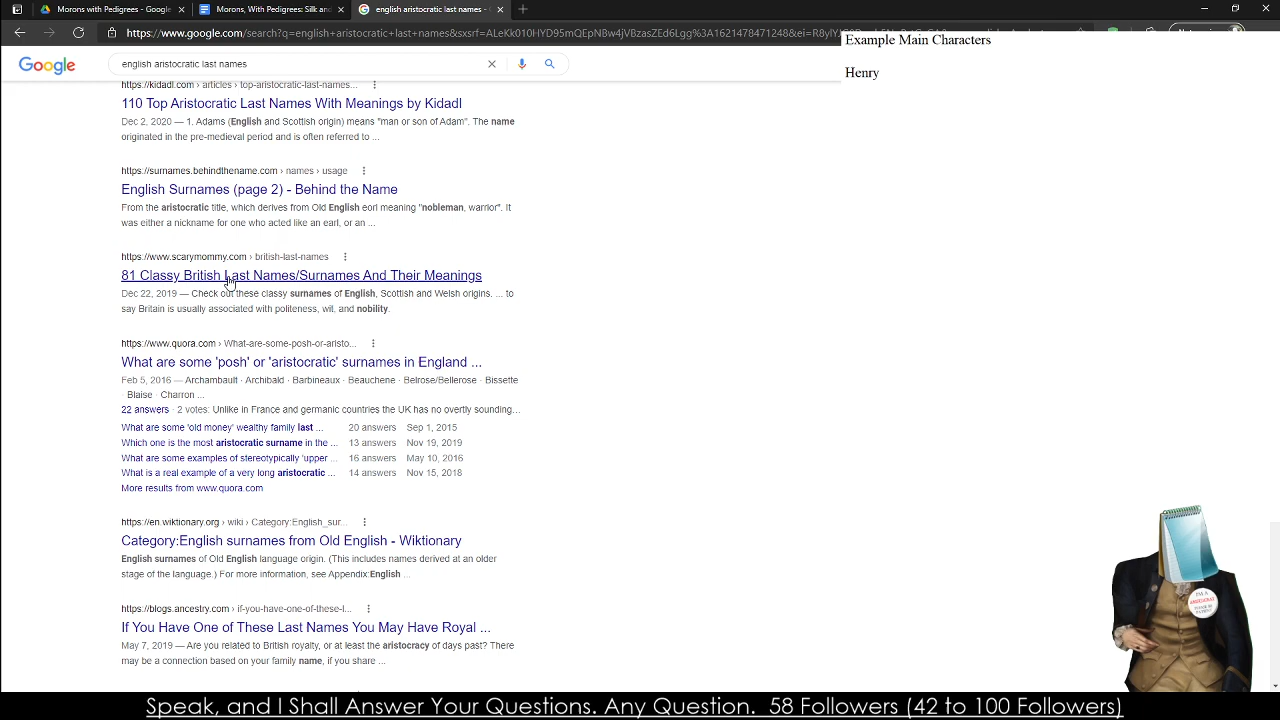 Morons with Pedigrees - Google
Morons, With Pedigrees: Silk and
english aristocratic last names -
Example Main Characters
Henry
Google
english aristocratic last names
https://kidadl.com › articles › top-aristocratic-last-names...
110 Top Aristocratic Last Names With Meanings by Kidadl
Dec 2, 2020 — 1. Adams (English and Scottish origin) means "man or son of Adam". The name
originated in the pre-medieval period and is often referred to ...
https://surnames.behindthename.com › names › usage
English Surnames (page 2) - Behind the Name
From the aristocratic title, which derives from Old English eorl meaning "nobleman, warrior". It
was either a nickname for one who acted like an earl, or an ...
https://www.scarymommy.com › british-last-names
81 Classy British Last Names/Surnames And Their Meanings
Dec 22, 2019 — Check out these classy surnames of English, Scottish and Welsh origins. ... to
say Britain is usually associated with politeness, wit, and nobility.
https://www.quora.com › What-are-some-posh-or-aristo...
What are some 'posh' or 'aristocratic' surnames in England ...
Feb 5, 2016 — Archambault · Archibald · Barbineaux · Beauchene · Belrose/Bellerose · Bissette
· Blaise · Charron ...
22 answers · 2 votes: Unlike in France and germanic countries the UK has no overtly sounding...
What are some 'old money' wealthy family last ... 20 answers Sep 1, 2015
Which one is the most aristocratic surname in the ... 13 answers Nov 19, 2019
What are some examples of stereotypically 'upper ... 16 answers May 10, 2016
What is a real example of a very long aristocratic ... 14 answers Nov 15, 2018
More results from www.quora.com
https://en.wiktionary.org › wiki › Category:English_sur...
Category:English surnames from Old English - Wiktionary
English surnames of Old English language origin. (This includes names derived at an older
stage of the language.) For more information, see Appendix:English ...
https://blogs.ancestry.com › if-you-have-one-of-these-l...
If You Have One of These Last Names You May Have Royal ...
May 7, 2019 — Are you related to British royalty, or at least the aristocracy of days past? There
may be a connection based on your family name, if you share ...
I'M A
ARISTOCRAT
Speak, and I Shall Answer Your Questions. Any Question. 58 Followers (42 to 100 Followers)